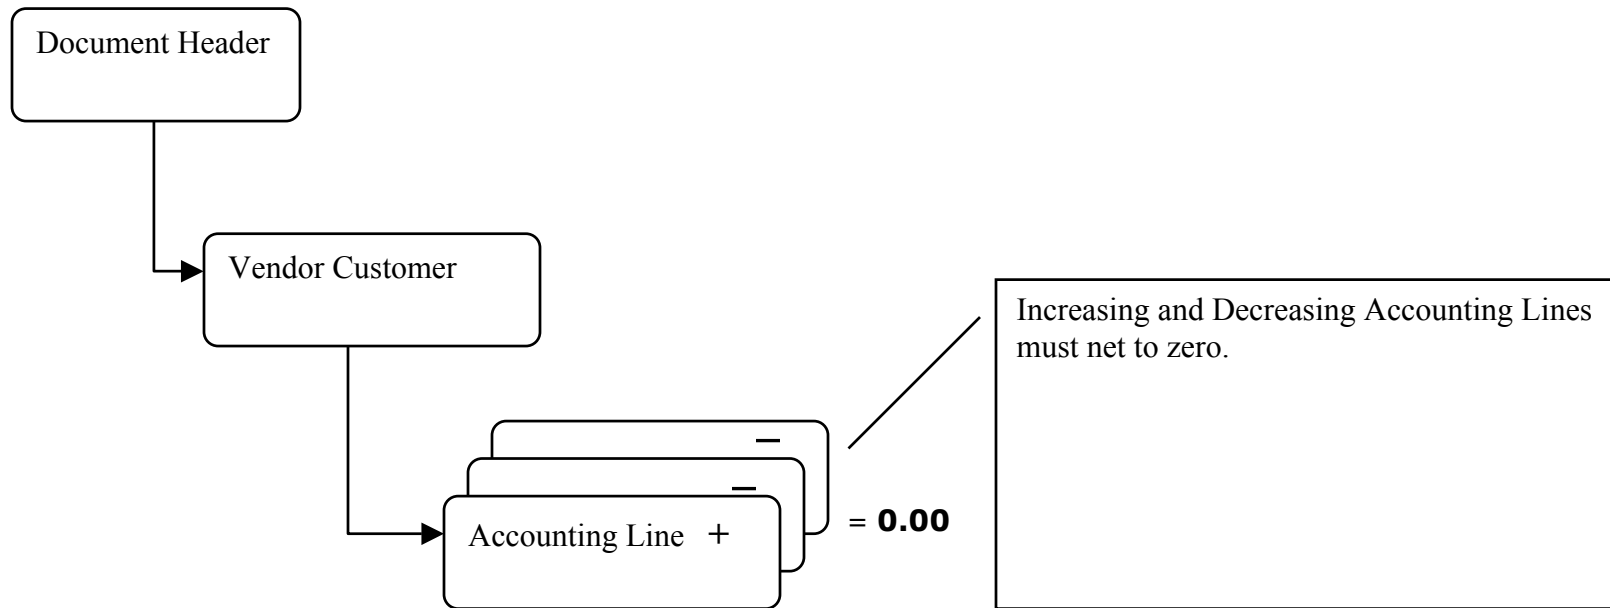 Document Header
Vendor Customer
Increasing and Decreasing Accounting Lines
must net to zero.
–
–
Accounting Line +
= 0.00